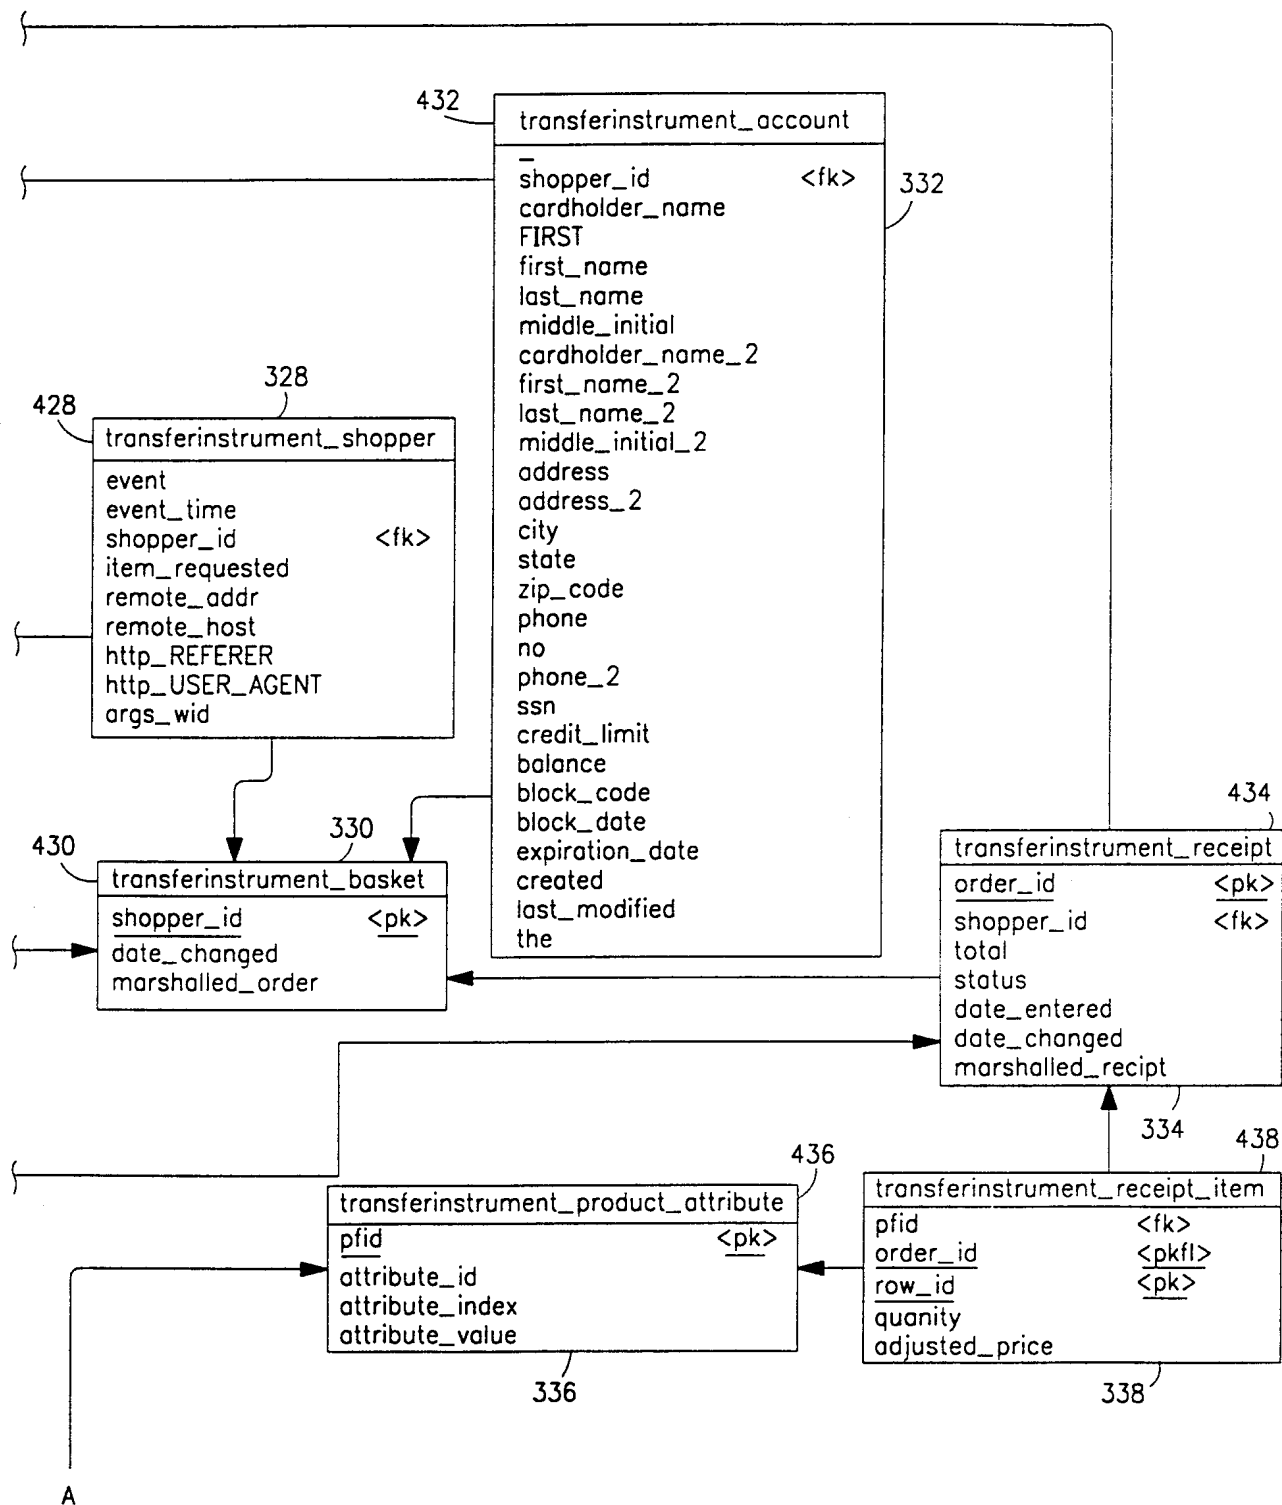 432
transferinstrument_account
_
shopper_id <fk>
332
cardholder_name
FIRST
first_name
last_name
middle_initial
cardholder_name_2
first_name_2
last_name_2
middle_initial_2
address
address_2
city
state
zip_code
phone
no
phone_2
ssn
credit_limit
balance
block_code
block_date
expiration_date
created
last_modified
the
328
428
transferinstrument_shopper
event
event_time
shopper_id <fk>
item_requested
remote_addr
remote_host
http_REFERER
http_USER_AGENT
args_wid
330
430
transferinstrument_basket
shopper_id <pk>
date_changed
marshalled_order
434
transferinstrument_receipt
order_id <pk>
shopper_id <fk>
total
status
date_entered
date_changed
marshalled_recipt
334
436
transferinstrument_product_attribute
pfid <pk>
attribute_id
attribute_index
attribute_value
336
438
transferinstrument_receipt_item
pfid <fk>
order_id <pkfl>
row_id <pk>
quanity
adjusted_price
338
A